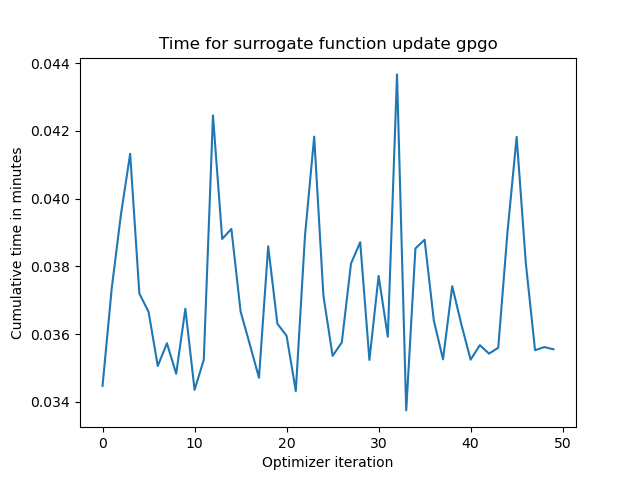 Time for surrogate function update gpgo
0.044
0.042
0.040
0.038
0.036
0.034
Cumulative time in minutes
0 10 20 30 40 50
Optimizer iteration